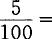 5/100 =